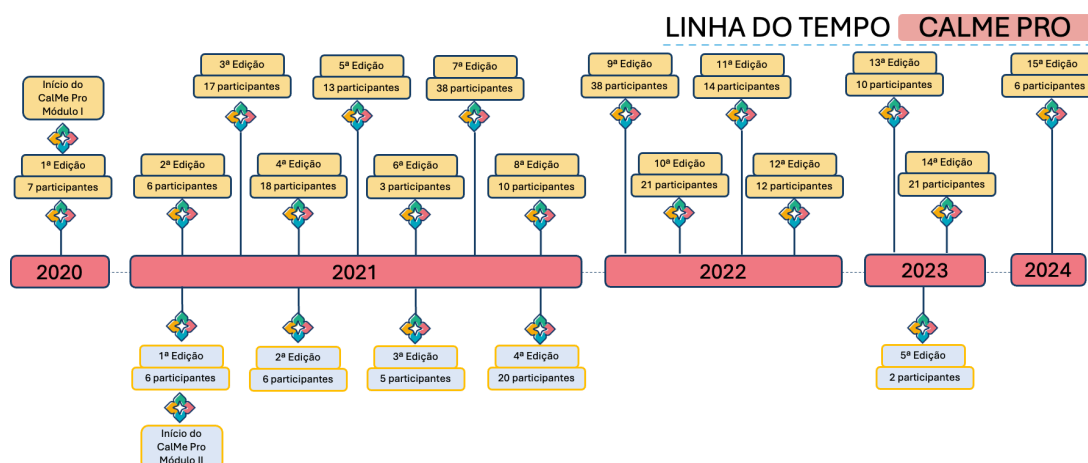 LINHA DO TEMPO CALME PRO
Início do
CalMe Pro
Módulo I
1ª Edição
7 participantes
2ª Edição
6 participantes
3ª Edição
17 participantes
4ª Edição
18 participantes
5ª Edição
13 participantes
6ª Edição
3 participantes
7ª Edição
38 participantes
8ª Edição
10 participantes
9ª Edição
38 participantes
10ª Edição
21 participantes
11ª Edição
14 participantes
12ª Edição
12 participantes
13ª Edição
10 participantes
14ª Edição
21 participantes
15ª Edição
6 participantes
2020
2021
2022
2023
2024
1ª Edição
6 participantes
Início do
CalMe Pro
Módulo II
2ª Edição
6 participantes
3ª Edição
5 participantes
4ª Edição
20 participantes
5ª Edição
2 participantes